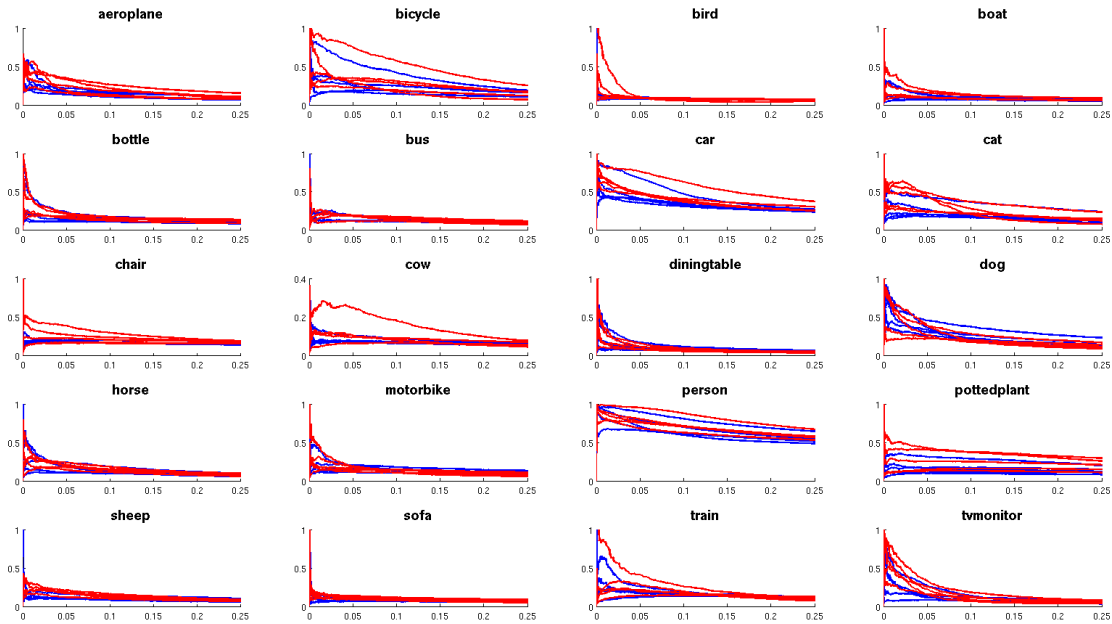 aeroplane bicycle bird boat
1 1 1 1
0.5 0.5 0.5 0.5
0 0 0 0
0 0.05 0.1 0.15 0.2 0.25 0 0.05 0.1 0.15 0.2 0.25 0 0.05 0.1 0.15 0.2 0.25 0 0.05 0.1 0.15 0.2 0.25
bottle bus car cat
1 1 1 1
0.5 0.5 0.5 0.5
0 0 0 0
0 0.05 0.1 0.15 0.2 0.25 0 0.05 0.1 0.15 0.2 0.25 0 0.05 0.1 0.15 0.2 0.25 0 0.05 0.1 0.15 0.2 0.25
chair cow diningtable dog
1 0.4 1 1
0.5 0.2 0.5 0.5
0 0 0 0
0 0.05 0.1 0.15 0.2 0.25 0 0.05 0.1 0.15 0.2 0.25 0 0.05 0.1 0.15 0.2 0.25 0 0.05 0.1 0.15 0.2 0.25
horse motorbike person pottedplant
1 1 1 1
0.5 0.5 0.5 0.5
0 0 0 0
0 0.05 0.1 0.15 0.2 0.25 0 0.05 0.1 0.15 0.2 0.25 0 0.05 0.1 0.15 0.2 0.25 0 0.05 0.1 0.15 0.2 0.25
sheep sofa train tvmonitor
1 1 1 1
0.5 0.5 0.5 0.5
0 0 0 0
0 0.05 0.1 0.15 0.2 0.25 0 0.05 0.1 0.15 0.2 0.25 0 0.05 0.1 0.15 0.2 0.25 0 0.05 0.1 0.15 0.2 0.25